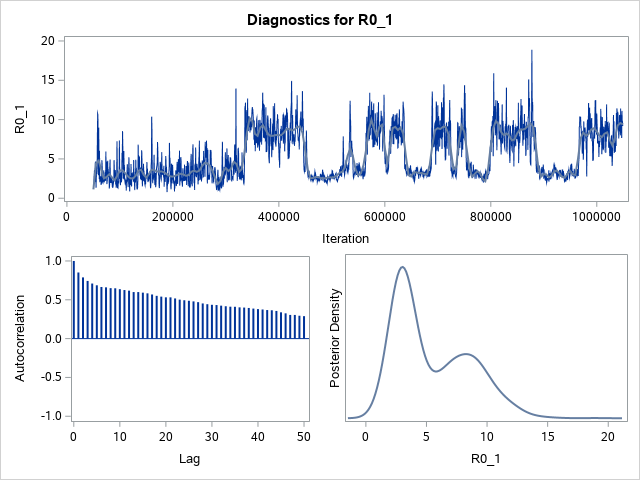 Diagnostics for R0_1
20
15
10
5
0
R0_1
0 200000 400000 600000 800000 1000000
Iteration
1.0
0.5
0.0
-0.5
-1.0
Autocorrelation
0 10 20 30 40 50
Lag
Posterior Density
0 5 10 15 20
R0_1